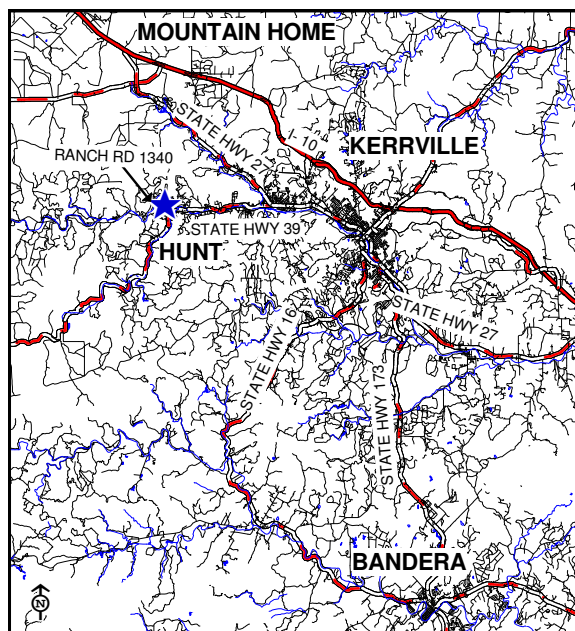 MOUNTAIN HOME
STATE HWY 27
10
KERRVILLE
RANCH RD 1340
STATE HWY 39
HUNT
STATE HWY 16
STATE HWY 27
STATE HWY 173
BANDERA
N